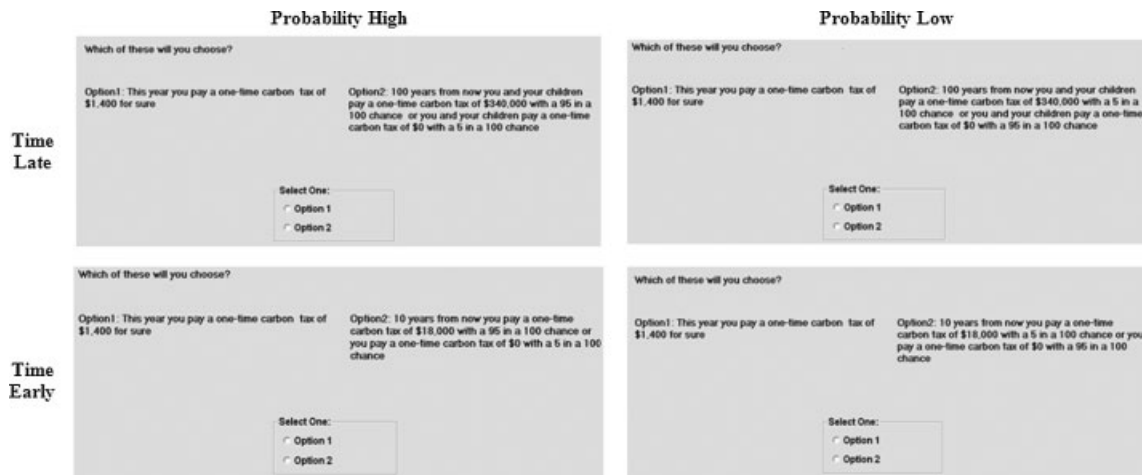 Probability High
Probability Low
Time
Late
Which of these will you choose?
Option1: This year you pay a one-time carbon tax of
$1,400 for sure
Option2: 100 years from now you and your children
pay a one-time carbon tax of $340,000 with a 95 in a
100 chance or you and your children pay a one-time
carbon tax of $0 with a 5 in a 100 chance
Select One:
Option 1
Option 2
Which of these will you choose?
Option1: This year you pay a one-time carbon tax of
$1,400 for sure
Option2: 100 years from now you and your children
pay a one-time carbon tax of $340,000 with a 5 in a
100 chance or you and your children pay a one-time
carbon tax of $0 with a 95 in a 100 chance
Select One:
Option 1
Option 2
Time
Early
Which of these will you choose?
Option1: This year you pay a one-time carbon tax of
$1,400 for sure
Option2: 10 years from now you pay a one-time
carbon tax of $18,000 with a 95 in a 100 chance or
you pay a one-time carbon tax of $0 with a 5 in a 100
chance
Select One:
Option 1
Option 2
Which of these will you choose?
Option1: This year you pay a one-time carbon tax of
$1,400 for sure
Option2: 10 years from now you pay a one-time
carbon tax of $18,000 with a 5 in a 100 chance or you
pay a one-time carbon tax of $0 with a 95 in a 100
chance
Select One:
Option 1
Option 2